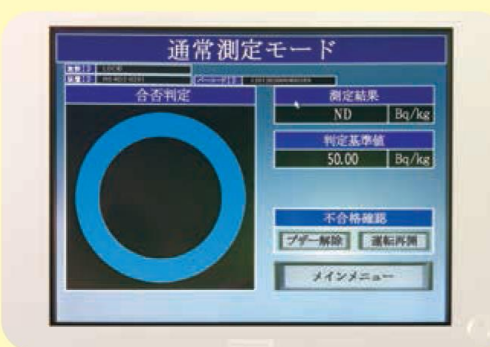 通常測定モード
合否判定
測定結果
ND Bq/kg
判定基準値
50.00 Bq/kg
不合格確認
ブザー解除 運転再開
メインメニュー